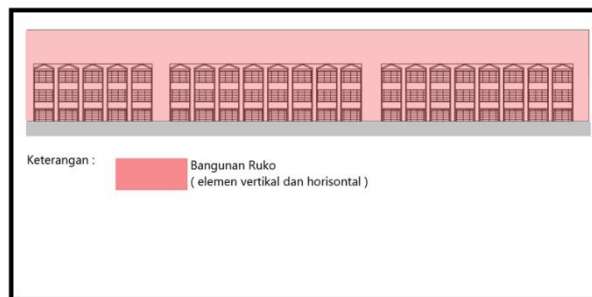 Keterangan :
Bangunan Ruko
( elemen vertikal dan horisontal )